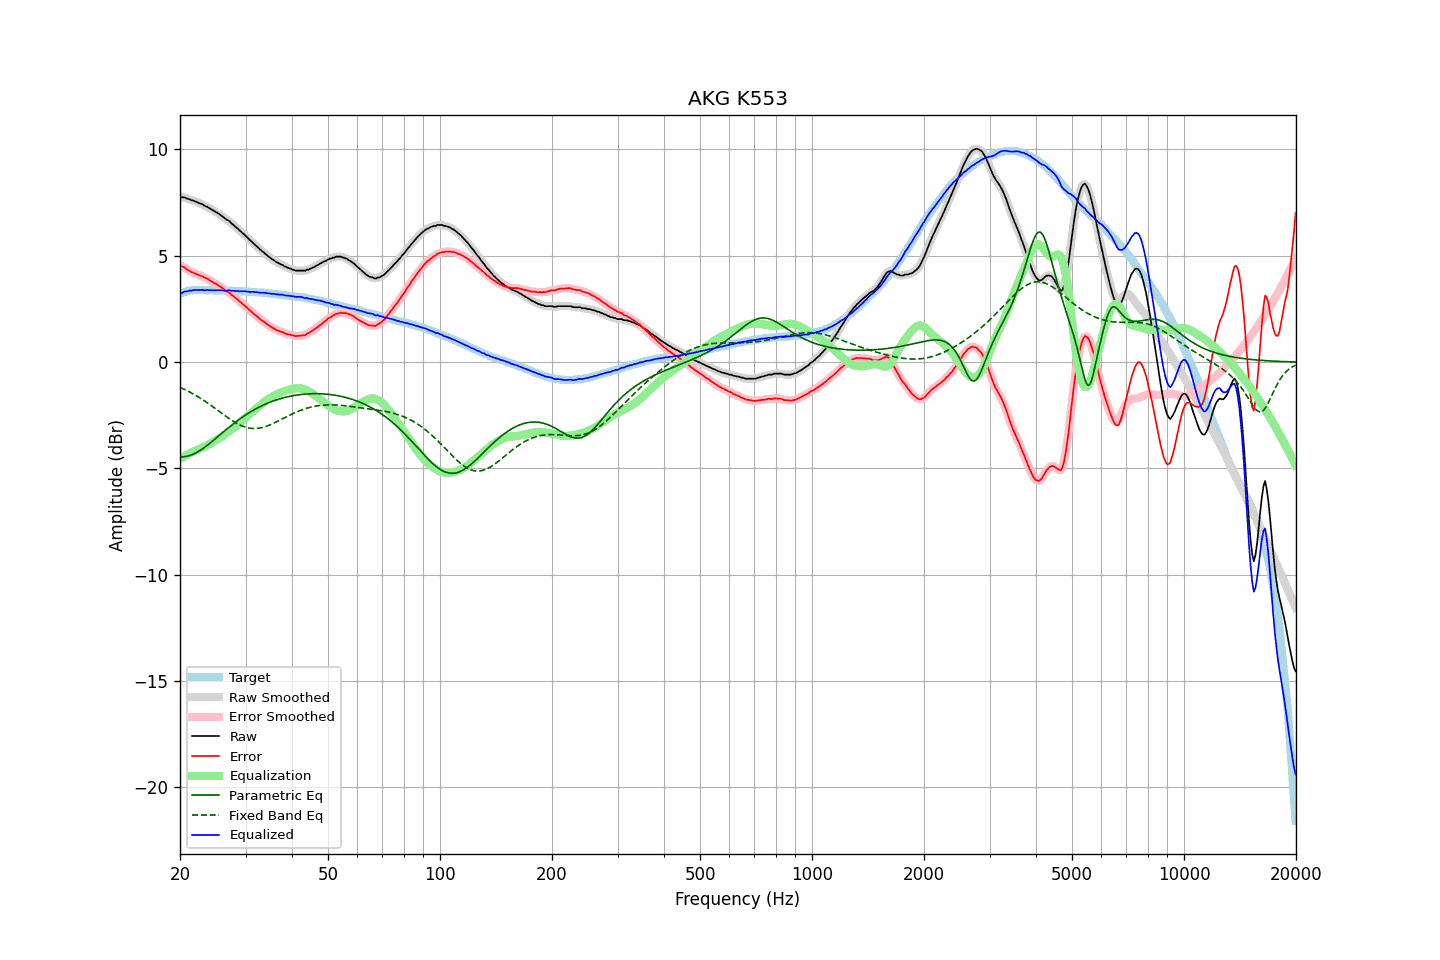 AKG K553
10
5
0
−5
−10
−15
−20
Amplitude (dBr)
Target
Raw Smoothed
Error Smoothed
Raw
Error
Equalization
Parametric Eq
Fixed Band Eq
Equalized
20 50 100 200 500 1000 2000 5000 10000 20000
Frequency (Hz)